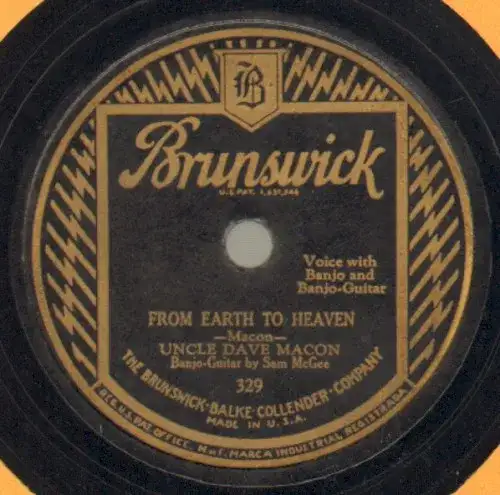 B
Brunswick
U.S. PAT. 1,637,544
Voice with
Banjo and
Banjo-Guitar
FROM EARTH TO HEAVEN
—Macon—
UNCLE DAVE MACON
Banjo-Guitar by Sam McGee
329
THE BRUNSWICK-BALKE-COLLENDER-COMPANY
MADE IN U.S.A.
REG. U.S. PAT. OFFICE. M. DE F. MARCA INDUSTRIAL REGISTRADA